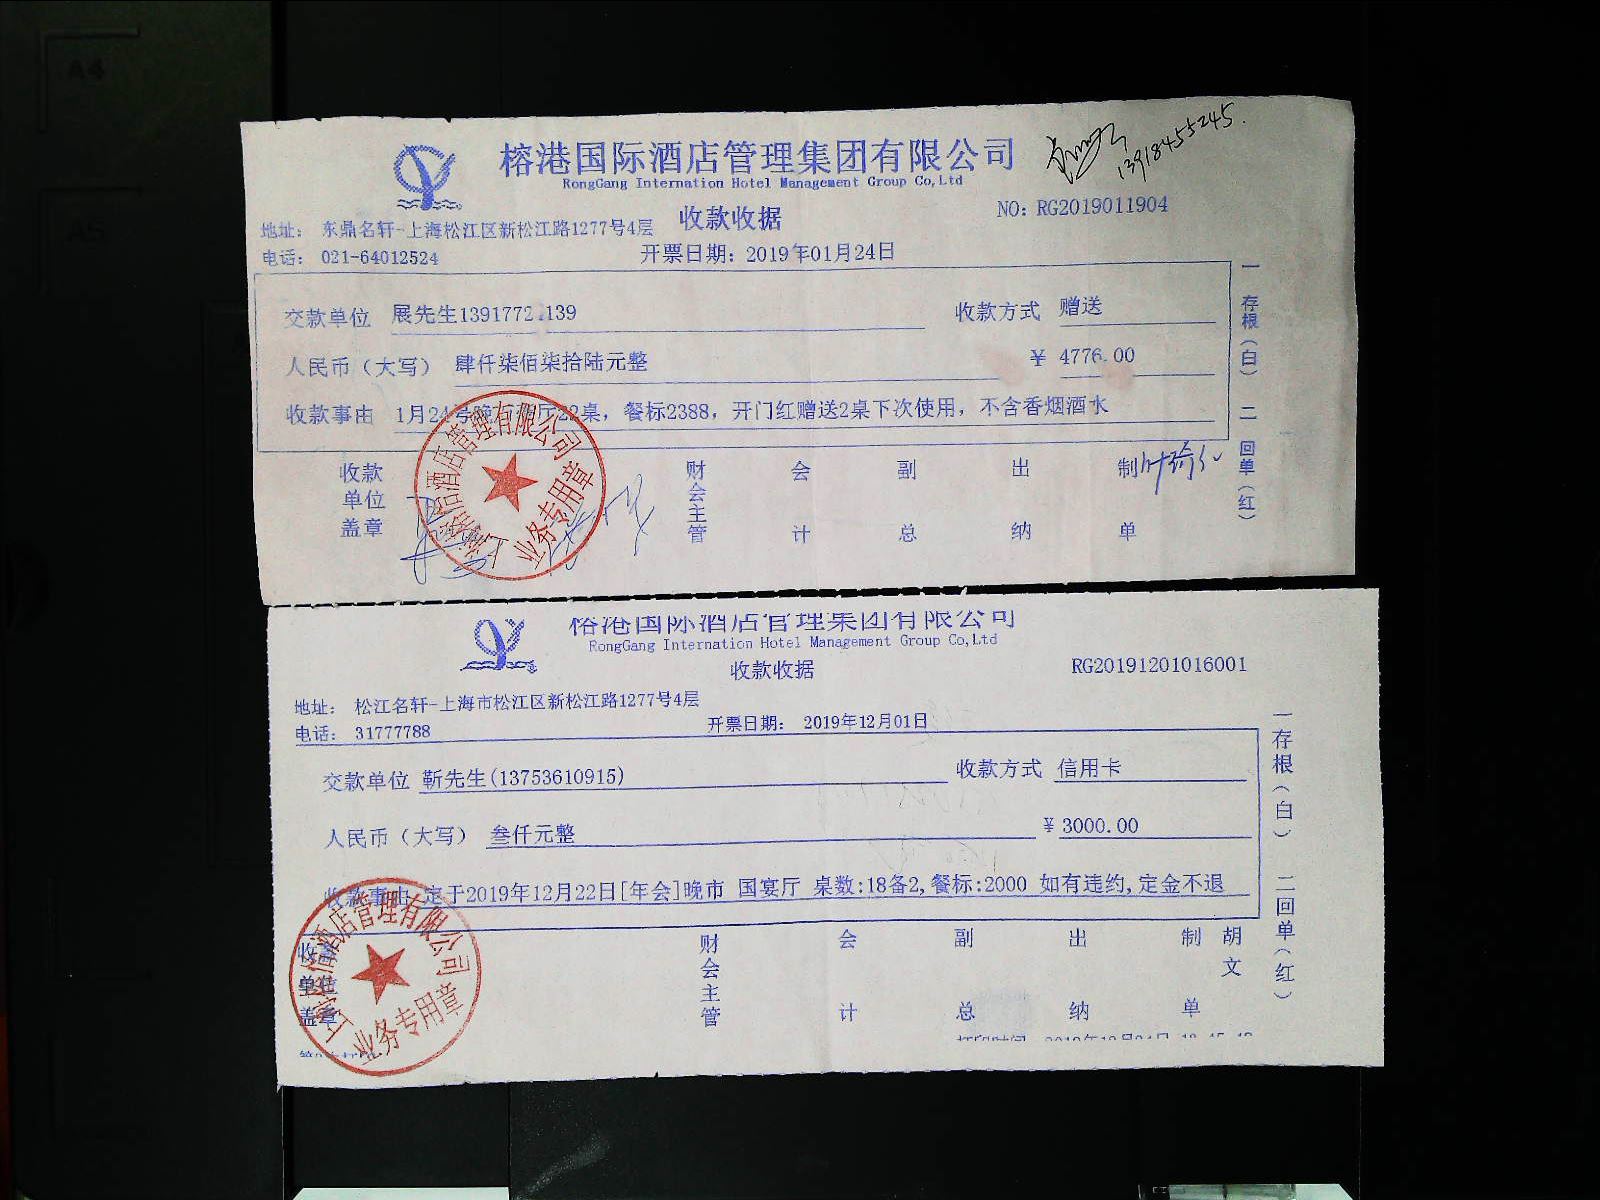 榕港国际酒店管理集团有限公司
RongGang Internation Hotel Management Group Co,Ltd
13918455245.
收款收据
NO: RG2019011904
地址: 东鼎名轩-上海松江区新松江路1277号4层
电话: 021-64012524
开票日期: 2019年01月24日
交款单位 展先生 收款方式 赠送
人民币(大写) 肆仟柒佰柒拾陆元整 ¥ 4776.00
收款事由 1月24号晚 厅22桌, 餐标2388, 开门红赠送2桌下次使用, 不含香烟酒水
收款单位盖章 财会主管 会计 副总 出纳 制单
业务专用章
一存根(白) 二回单(红)
榕港国际酒店管理集团有限公司
RongGang Internation Hotel Management Group Co,Ltd
收款收据
RG20191201016001
地址: 松江名轩-上海市松江区新松江路1277号4层
电话: 31777788
开票日期: 2019年12月01日
交款单位 靳先生(13753610915) 收款方式 信用卡
人民币(大写) 叁仟元整 ¥ 3000.00
收款事由 定于2019年12月22日[年会]晚市 国宴厅 桌数:18备2,餐标:2000 如有违约,定金不退
收款单位盖章 财会主管 会计 副总 出纳 制单 胡文
业务专用章
一存根(白) 二回单(红)